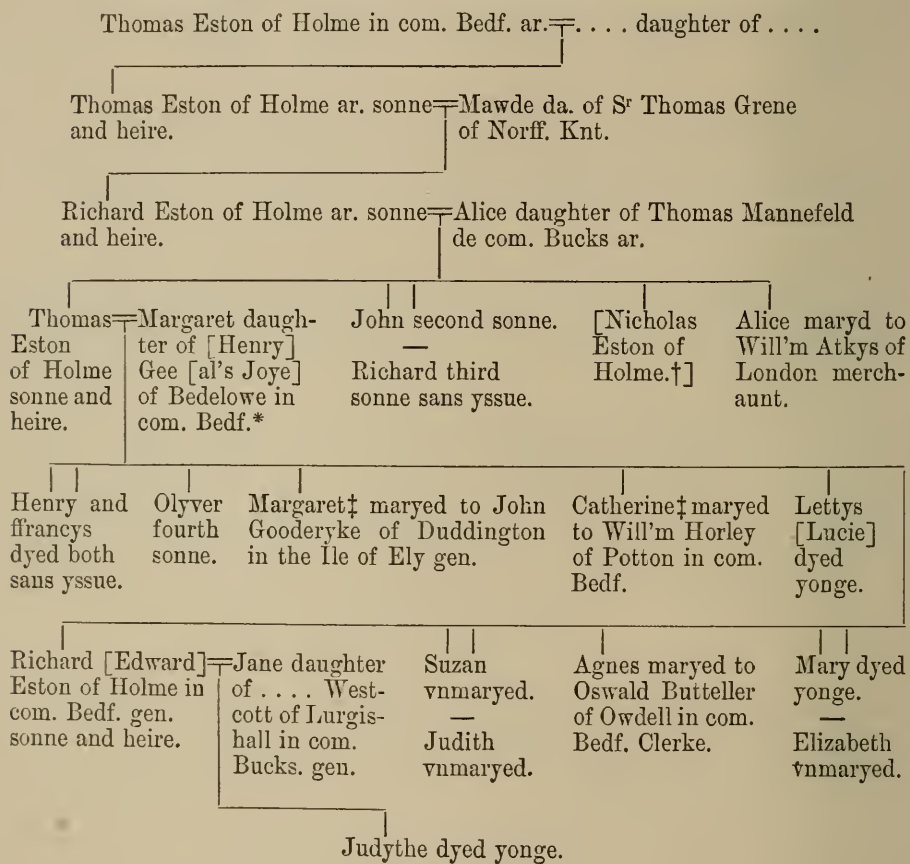 Thomas Eston of Holme in com. Bedf. ar.=. . . . daughter of . . . .
Thomas Eston of Holme ar. sonne=Mawde da. of Sʳ Thomas Grene
and heire.
of Norff. Knt.
Richard Eston of Holme ar. sonne=Alice daughter of Thomas Mannefeld
and heire.
de com. Bucks ar.
Thomas=
Eston
of Holme
sonne and
heire.
Margaret daugh-
ter of [Henry]
Gee [al's Joye]
of Bedelowe in
com. Bedf.*
John second sonne.
—
Richard third
sonne sans yssue.
[Nicholas
Eston of
Holme.†]
Alice maryd to
Will'm Atkys of
London merch-
aunt.
Henry and
ffrancys
dyed both
sans yssue.
Olyver
fourth
sonne.
Margaret‡ maryed to John
Gooderyke of Duddington
in the Ile of Ely gen.
Catherine‡ maryed
to Will'm Horley
of Potton in com.
Bedf.
Lettys
[Lucie]
dyed
yonge.
Richard [Edward]=
Eston of Holme in
com. Bedf. gen.
sonne and heire.
Jane daughter
of . . . . West-
cott of Lurgis-
hall in com.
Bucks. gen.
Suzan
vnmaryed.
—
Judith
vnmaryed.
Agnes maryed to
Oswald Butteller
of Owdell in com.
Bedf. Clerke.
Mary dyed
yonge.
—
Elizabeth
vnmaryed.
Judythe dyed yonge.